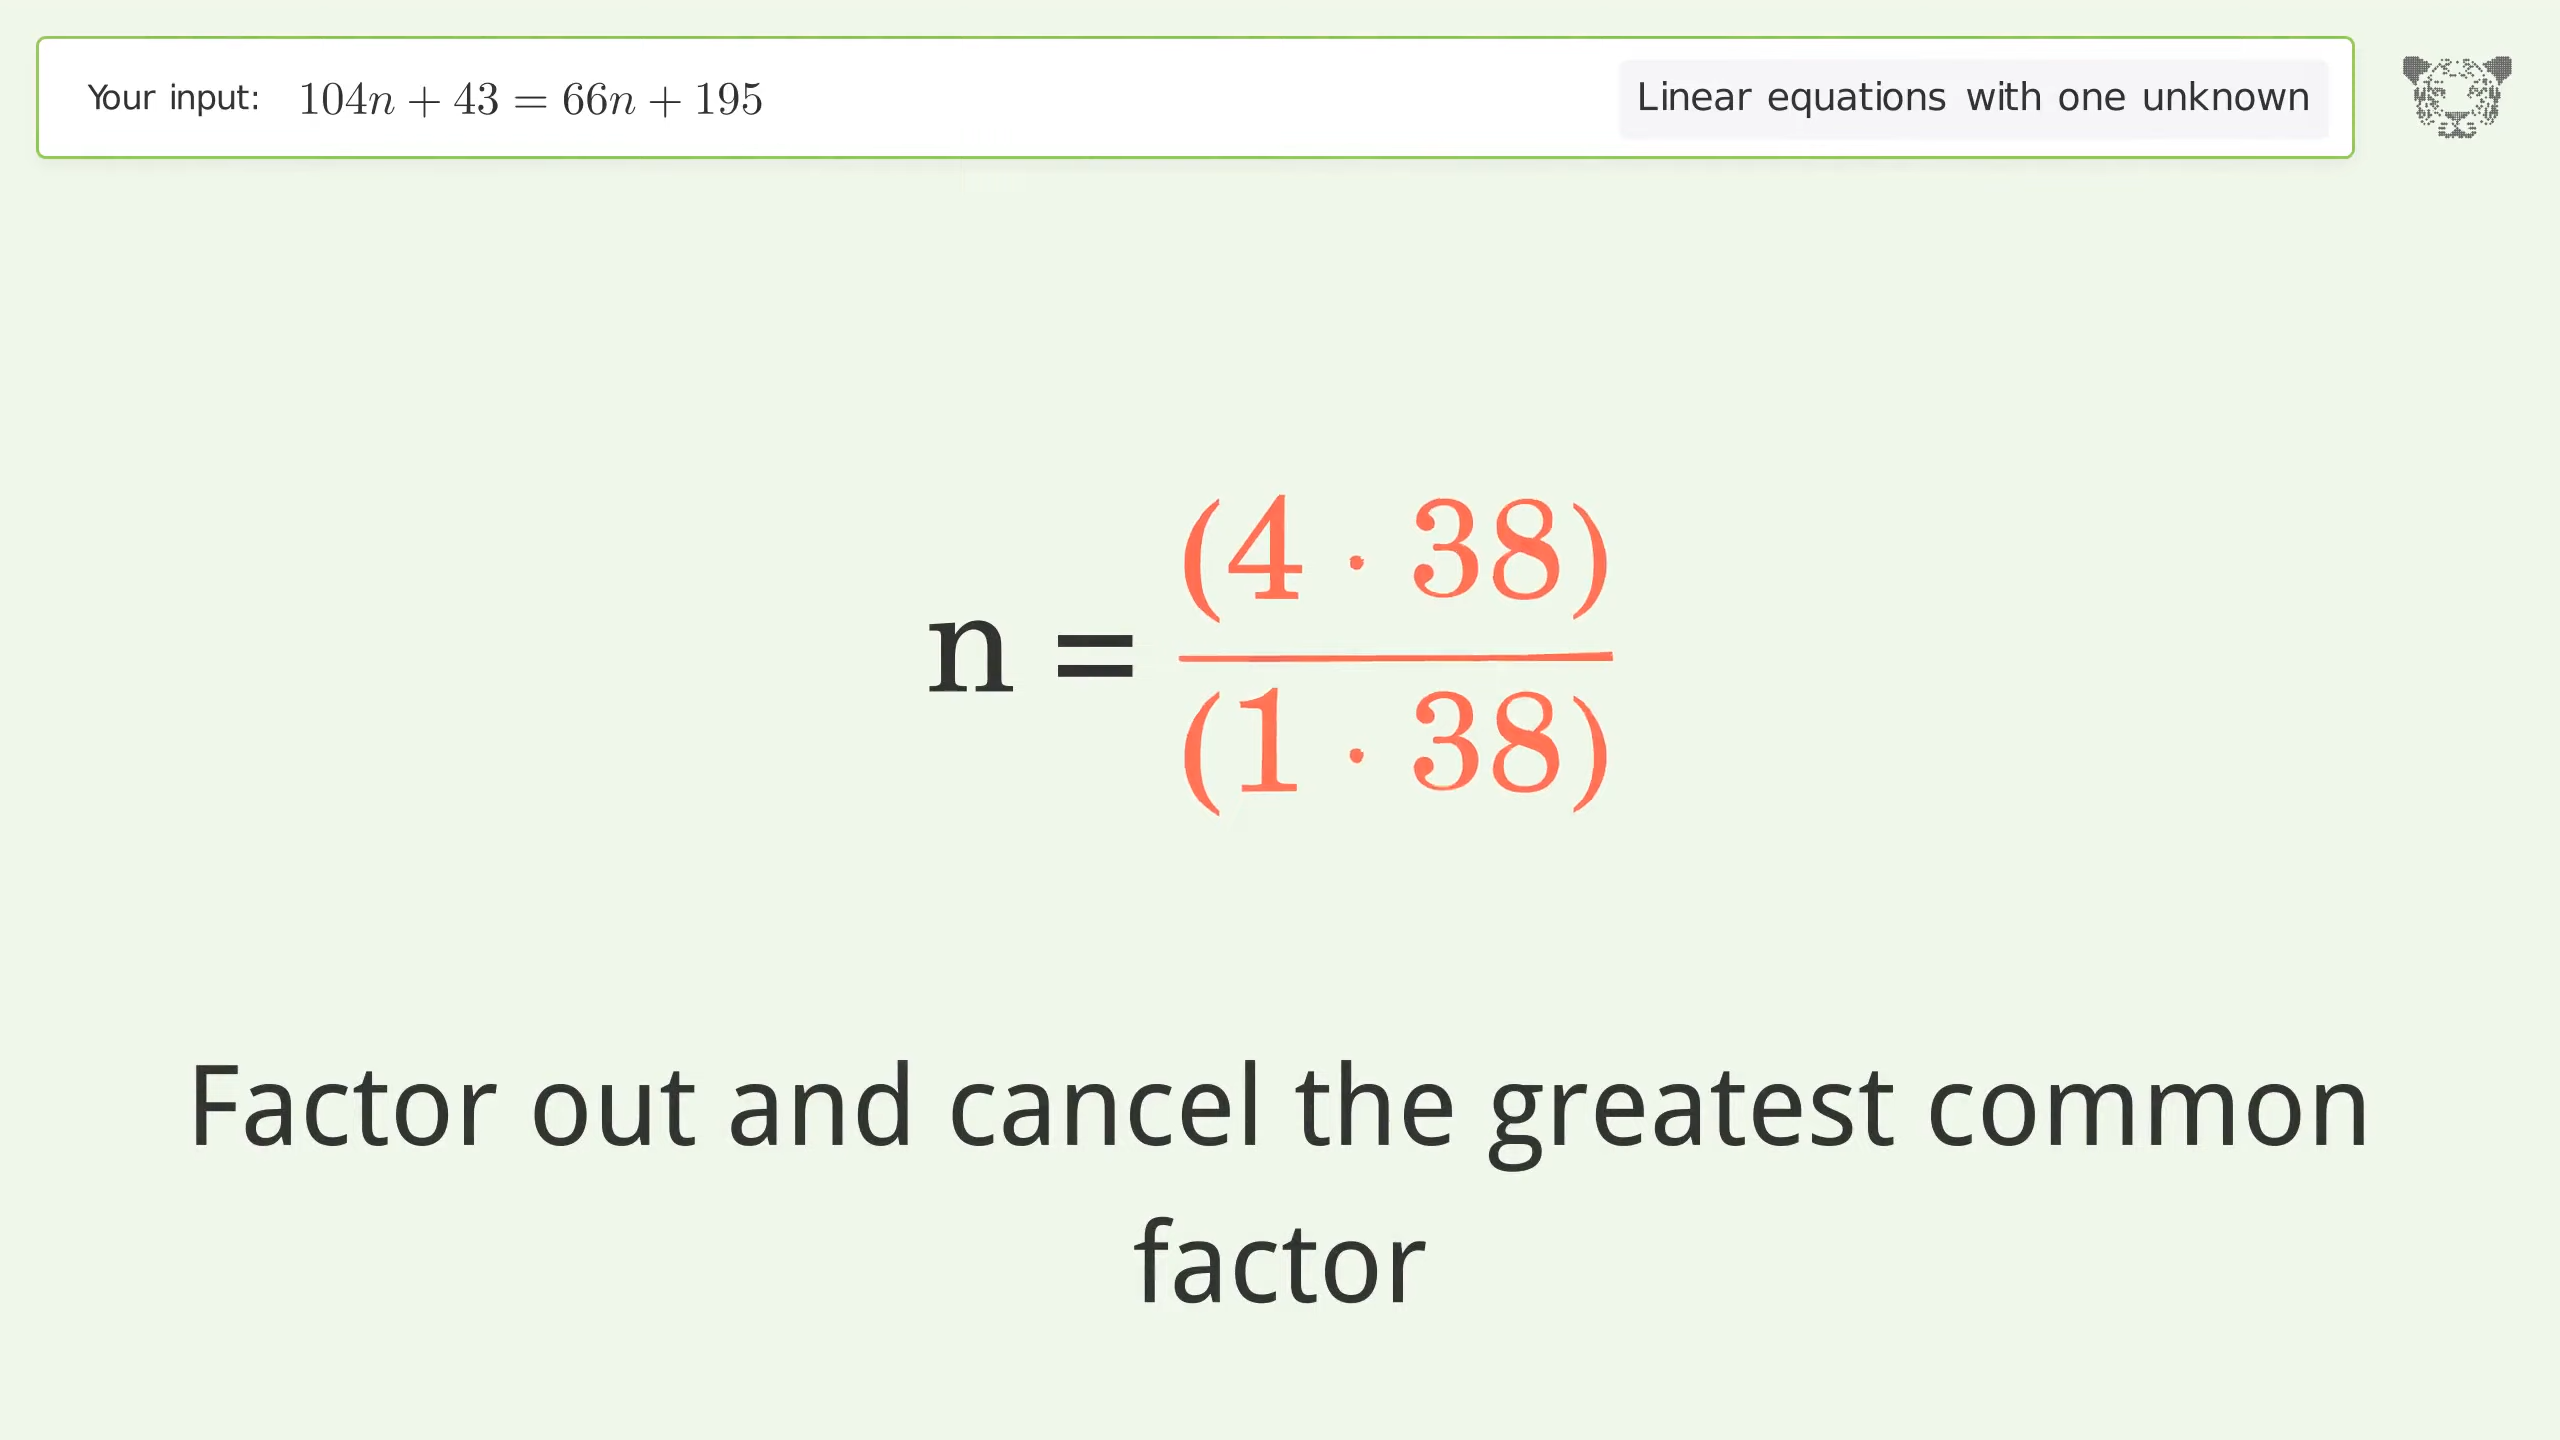 Your input: 104n + 43 = 66n + 195
Linear equations with one unknown
n = (4 · 38)
(1 · 38)
Factor out and cancel the greatest common
factor